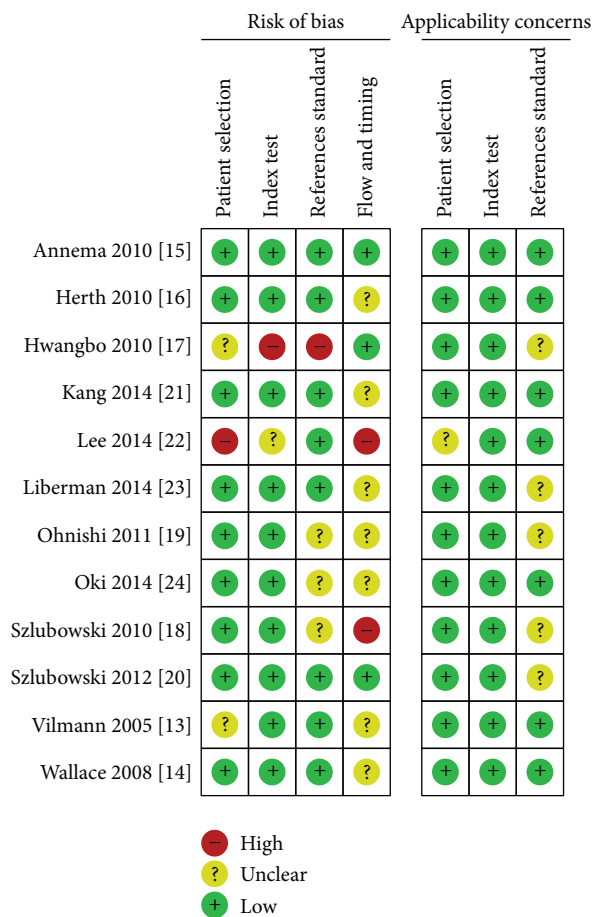 Risk of bias Applicability concerns
Patient selection Index test References standard Flow and timing Patient selection Index test References standard
Annema 2010 [15] + + + + + + +
Herth 2010 [16] + + + ? + + +
Hwangbo 2010 [17] ? − − + + + ?
Kang 2014 [21] + + + ? + + +
Lee 2014 [22] − ? + − ? + +
Liberman 2014 [23] + + + ? + + ?
Ohnishi 2011 [19] + + ? ? + + ?
Oki 2014 [24] + + ? ? + + +
Szlubowski 2010 [18] + + ? − + + ?
Szlubowski 2012 [20] + + + + + + ?
Vilmann 2005 [13] ? + + ? + + +
Wallace 2008 [14] + + + ? + + +
− High
? Unclear
+ Low